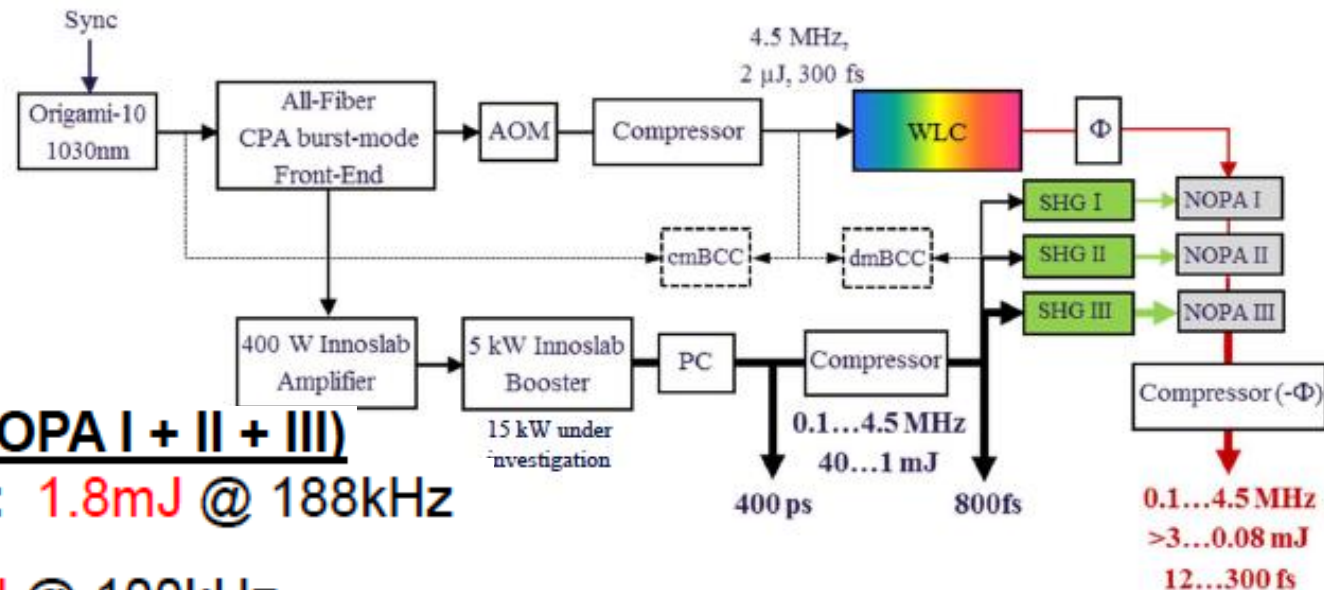 Sync
Origami-10
1030nm
All-Fiber
CPA burst-mode
Front-End
AOM
Compressor
4.5 MHz,
2 µJ, 300 fs
WLC
Φ
SHG I
NOPA I
cmBCC
dmBCC
SHG II
NOPA II
SHG III
NOPA III
400 W Innoslab
Amplifier
5 kW Innoslab
Booster
PC
Compressor
Compressor (-Φ)
15 kW under
nvestigation
0.1…4.5 MHz
40…1 mJ
400 ps
800fs
0.1…4.5 MHz
>3…0.08 mJ
12…300 fs
OPA I + II + III)
: 1.8mJ @ 188kHz